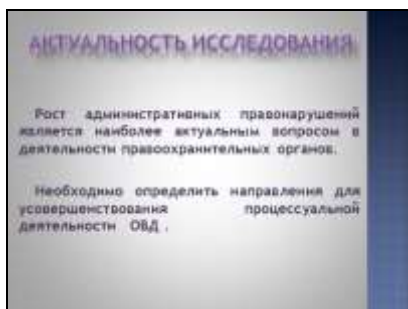 АКТУАЛЬНОСТЬ ИССЛЕДОВАНИЯ
Рост административных правонарушений
является наиболее актуальным вопросом в
деятельности правоохранительных органов.
Необходимо определить направления для
усовершенствования процессуальной
деятельности ОВД .